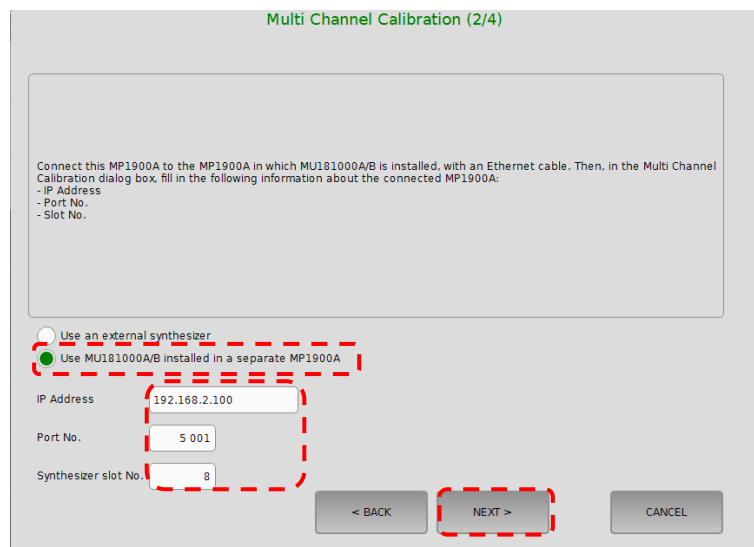 Multi Channel Calibration (2/4)
Connect this MP1900A to the MP1900A in which MU181000A/B is installed, with an Ethernet cable. Then, in the Multi Channel
Calibration dialog box, fill in the following information about the connected MP1900A:
- IP Address
- Port No.
- Slot No.
Use an external synthesizer
Use MU181000A/B installed in a separate MP1900A
IP Address 192.168.2.100
Port No. 5 001
Synthesizer slot No. 8
< BACK NEXT > CANCEL